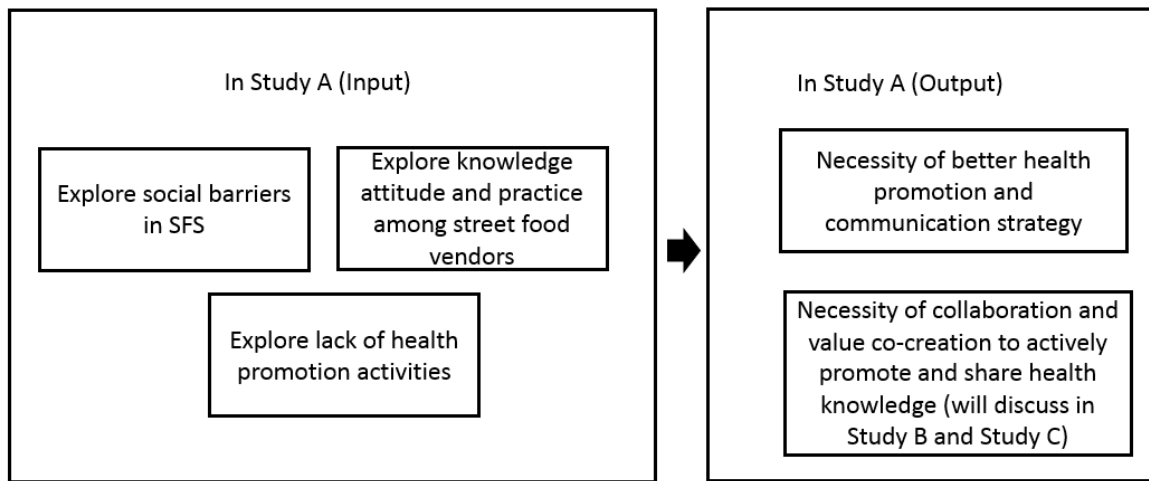 In Study A (Input)
Explore social barriers
in SFS
Explore knowledge
attitude and practice
among street food
vendors
Explore lack of health
promotion activities
In Study A (Output)
Necessity of better health
promotion and
communication strategy
Necessity of collaboration and
value co-creation to actively
promote and share health
knowledge (will discuss in
Study B and Study C)